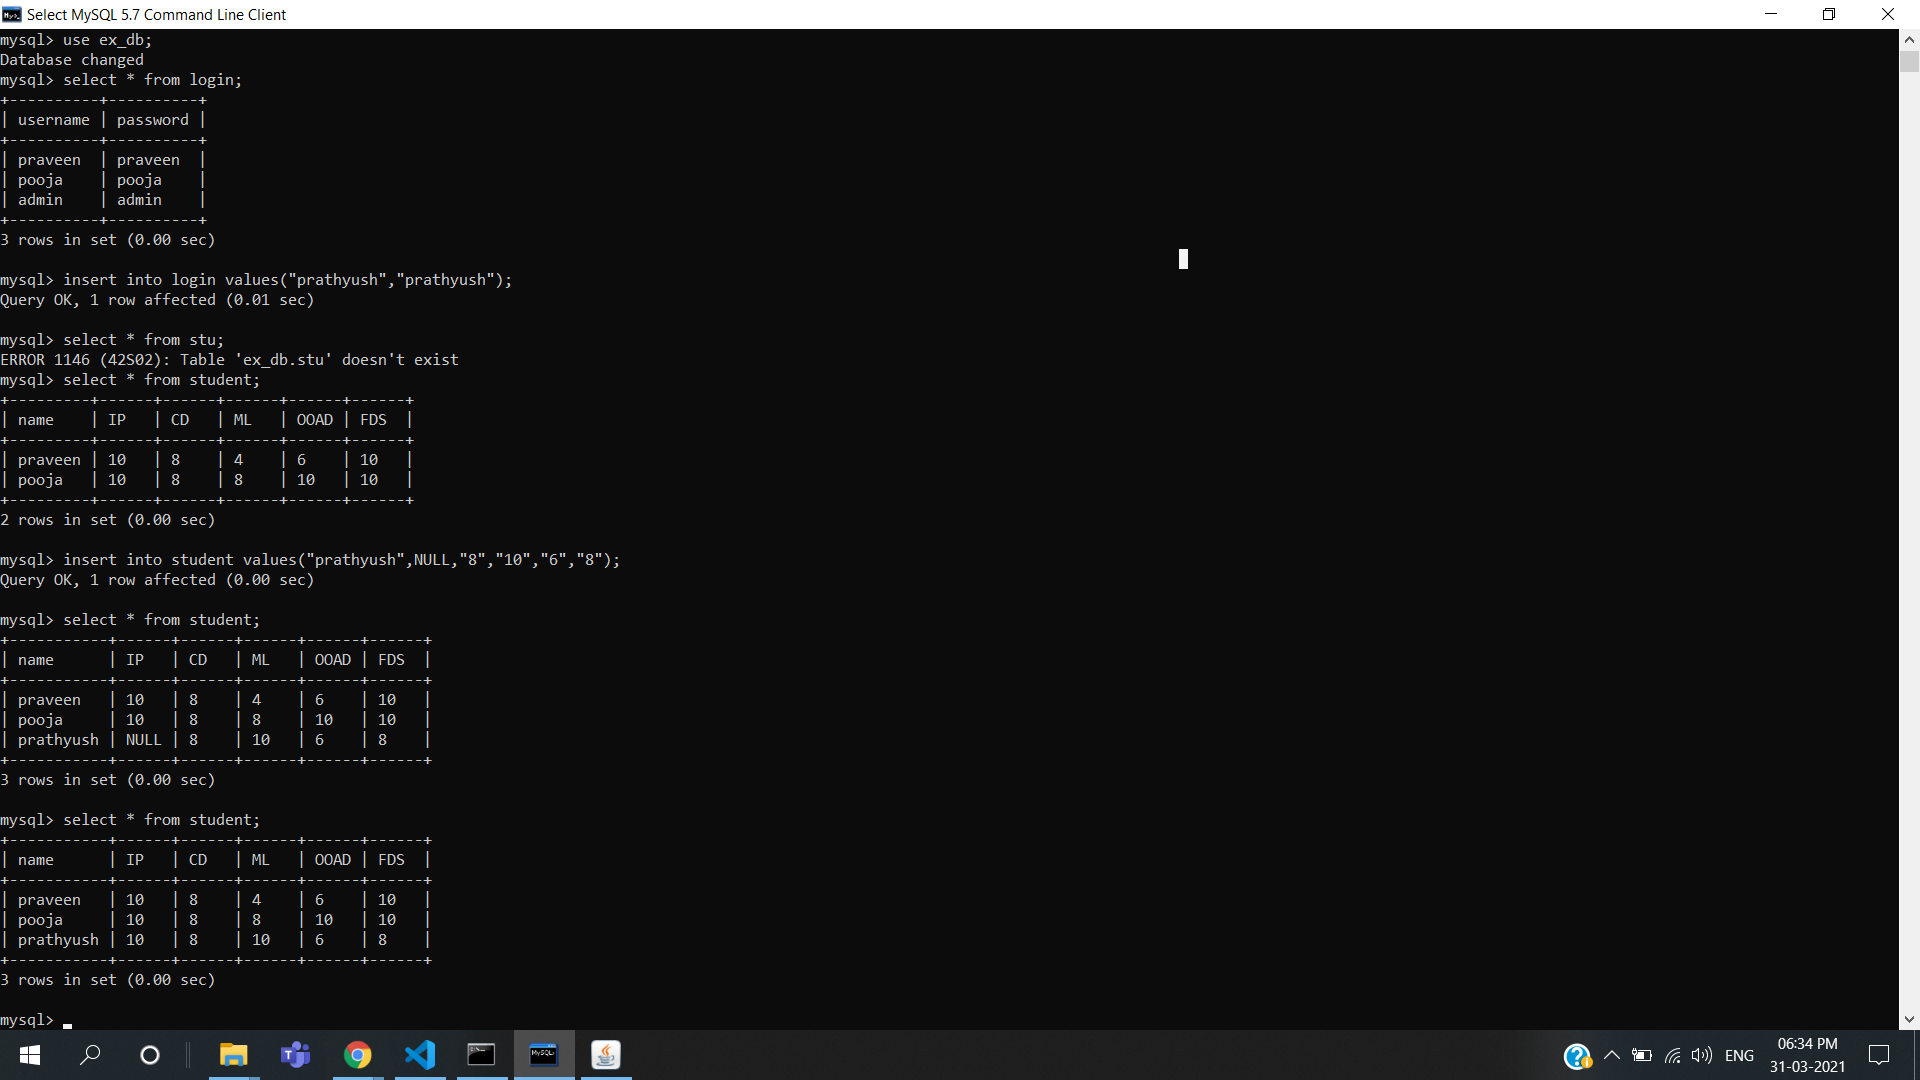 Select MySQL 5.7 Command Line Client
mysql> use ex_db;
Database changed
mysql> select * from login;
+----------+----------+
| username | password |
+----------+----------+
| praveen  | praveen  |
| pooja    | pooja    |
| admin    | admin    |
+----------+----------+
3 rows in set (0.00 sec)

mysql> insert into login values("prathyush","prathyush");
Query OK, 1 row affected (0.01 sec)

mysql> select * from stu;
ERROR 1146 (42S02): Table 'ex_db.stu' doesn't exist
mysql> select * from student;
+---------+------+------+------+------+------+
| name    | IP   | CD   | ML   | OOAD | FDS  |
+---------+------+------+------+------+------+
| praveen | 10   | 8    | 4    | 6    | 10   |
| pooja   | 10   | 8    | 8    | 10   | 10   |
+---------+------+------+------+------+------+
2 rows in set (0.00 sec)

mysql> insert into student values("prathyush",NULL,"8","10","6","8");
Query OK, 1 row affected (0.00 sec)

mysql> select * from student;
+-----------+------+------+------+------+------+
| name      | IP   | CD   | ML   | OOAD | FDS  |
+-----------+------+------+------+------+------+
| praveen   | 10   | 8    | 4    | 6    | 10   |
| pooja     | 10   | 8    | 8    | 10   | 10   |
| prathyush | NULL | 8    | 10   | 6    | 8    |
+-----------+------+------+------+------+------+
3 rows in set (0.00 sec)

mysql> select * from student;
+-----------+------+------+------+------+------+
| name      | IP   | CD   | ML   | OOAD | FDS  |
+-----------+------+------+------+------+------+
| praveen   | 10   | 8    | 4    | 6    | 10   |
| pooja     | 10   | 8    | 8    | 10   | 10   |
| prathyush | 10   | 8    | 10   | 6    | 8    |
+-----------+------+------+------+------+------+
3 rows in set (0.00 sec)

mysql>
ENG
06:34 PM
31-03-2021